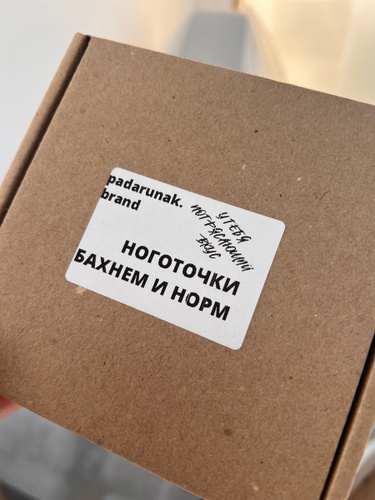 padarunak.
brand
У ТЕБЯ
ПОТРЯСАЮЩИЙ
ВКУС
НОГОТОЧКИ
БАХНЕМ И НОРМ